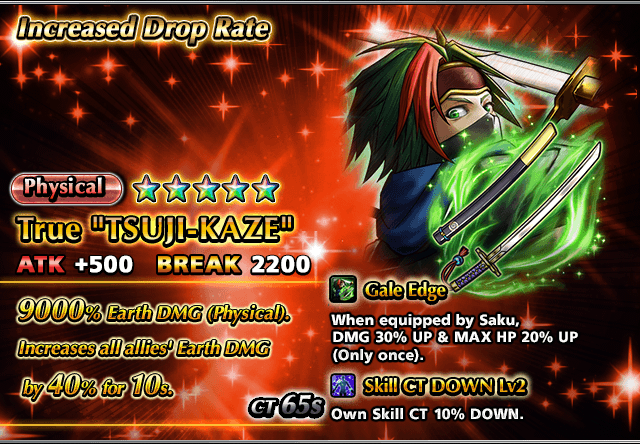 Increased Drop Rate
Physical
True "TSUJI-KAZE"
ATK +500 BREAK 2200
9000% Earth DMG (Physical).
Increases all allies' Earth DMG
by 40% for 10s.
CT 65s
Gale Edge
When equipped by Saku,
DMG 30% UP & MAX HP 20% UP
(Only once).
Skill CT DOWN Lv2
Own Skill CT 10% DOWN.